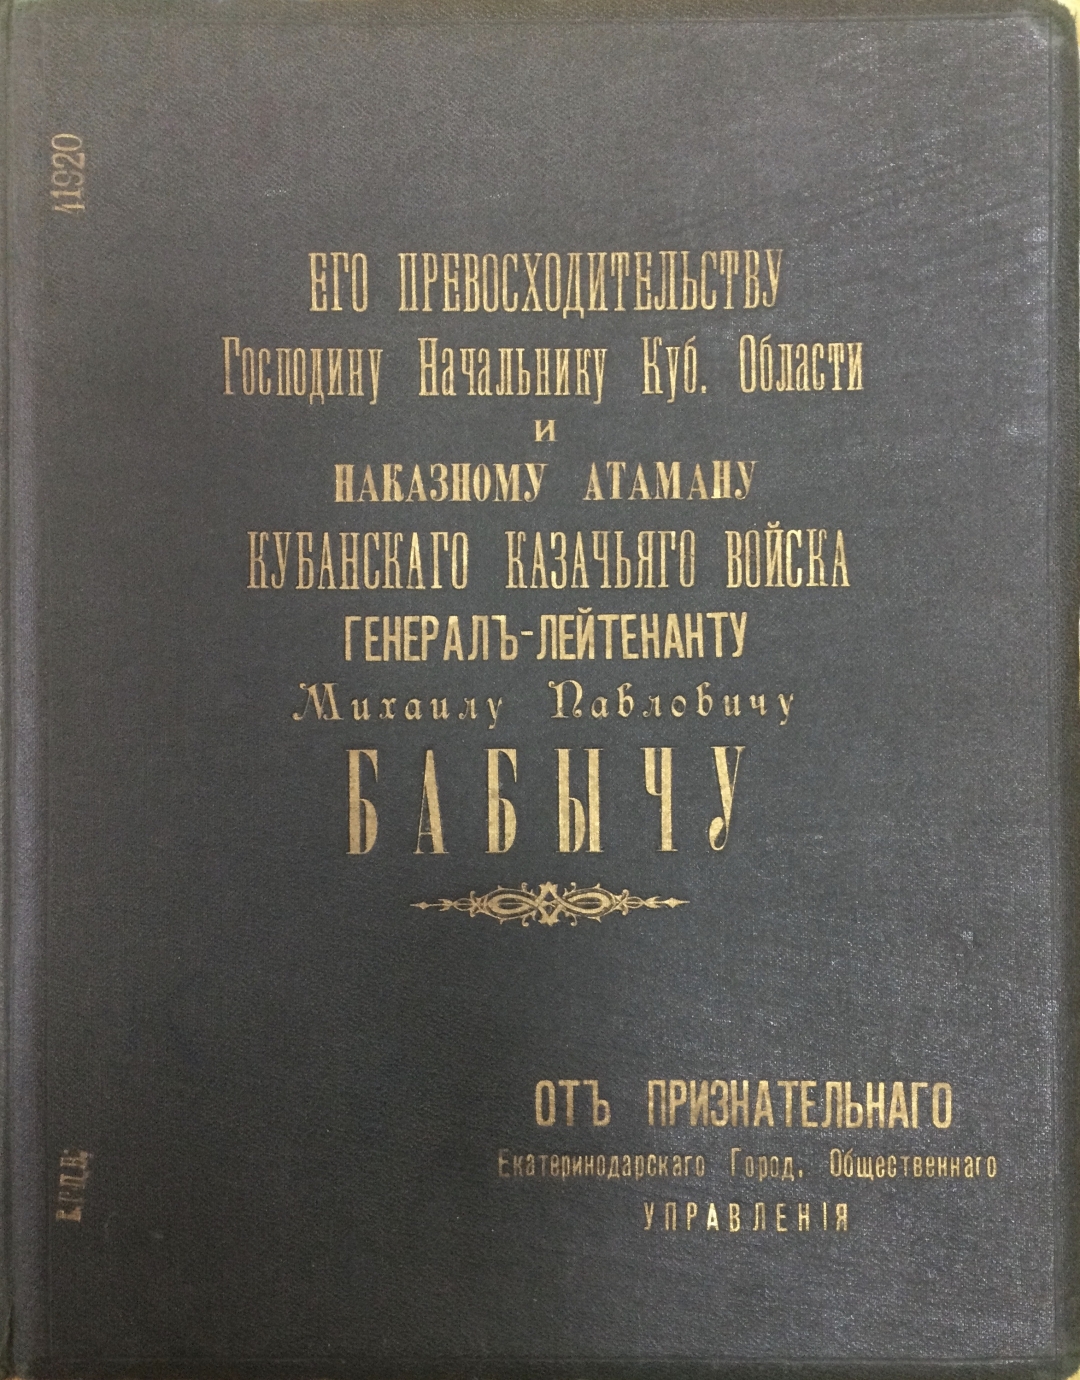 41920
ЕГО ПРЕВОСХОДИТЕЛЬСТВУ
Господину Начальнику Куб. Области
и
НАКАЗНОМУ АТАМАНУ
КУБАНСКАГО КАЗАЧЬЯГО ВОЙСКА
ГЕНЕРАЛЪ-ЛЕЙТЕНАНТУ
Михаилу Павловичу
БАБЫЧУ
ОТЪ ПРИЗНАТЕЛЬНАГО
Екатеринодарскаго Город. Общественнаго
УПРАВЛЕНІЯ